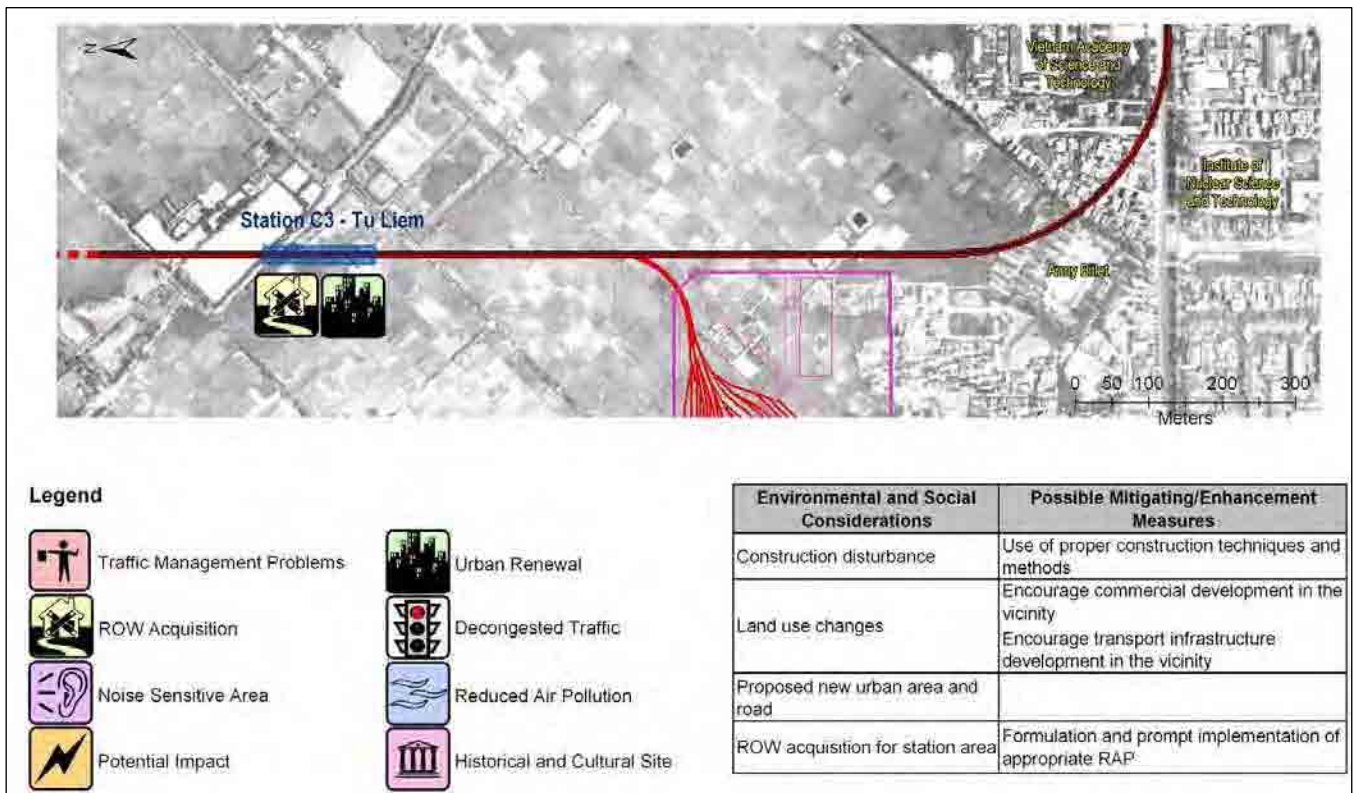 Z
Vietnam Academy
of Science and
Technology
Institute of
Nuclear Science
and Technology
Station C3 - Tu Liem
Army Billet
0 50 100 200 300
Meters
Legend
Traffic Management Problems
ROW Acquisition
Noise Sensitive Area
Potential Impact
Urban Renewal
Decongested Traffic
Reduced Air Pollution
Historical and Cultural Site
Environmental and Social
Considerations
Possible Mitigating/Enhancement
Measures
Construction disturbance
Use of proper construction techniques and
methods
Land use changes
Encourage commercial development in the
vicinity
Encourage transport infrastructure
development in the vicinity
Proposed new urban area and
road
ROW acquisition for station area
Formulation and prompt implementation of
appropriate RAP